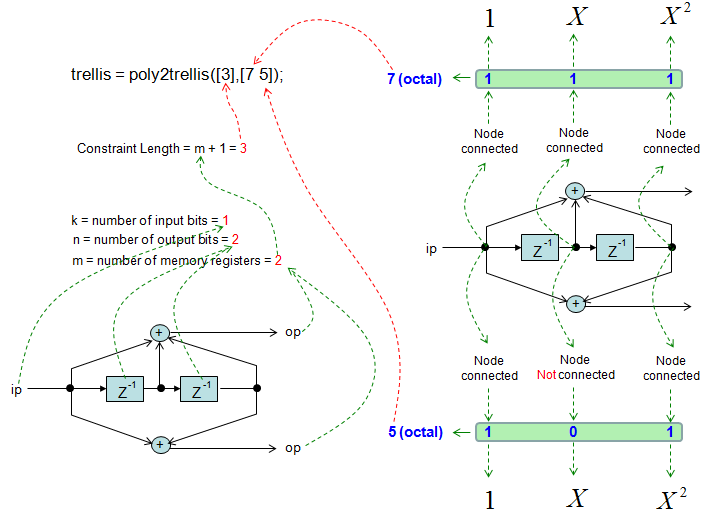 1 X X²
trellis = poly2trellis([3],[7 5]);
7 (octal)
1 1 1
Constraint Length = m + 1 = 3
Node
connected
Node
connected
Node
connected
k = number of input bits = 1
n = number of output bits = 2
m = number of memory registers = 2
+
ip
Z⁻¹ Z⁻¹
+
+
op
ip
Z⁻¹ Z⁻¹
+
op
Node
connected
Node
Not connected
Node
connected
5 (octal)
1 0 1
1 X X²